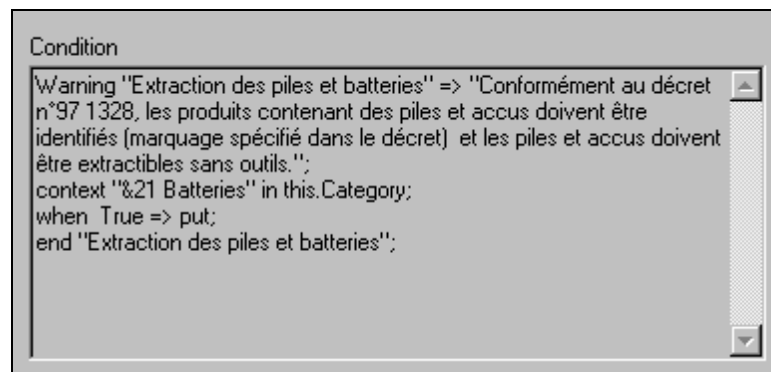 Condition
Warning "Extraction des piles et batteries" => "Conformément au décret
n°97 1328, les produits contenant des piles et accus doivent être
identifiés (marquage spécifié dans le décret)  et les piles et accus doivent
être extractibles sans outils.";
context "&21 Batteries" in this.Category;
when  True => put;
end "Extraction des piles et batteries";